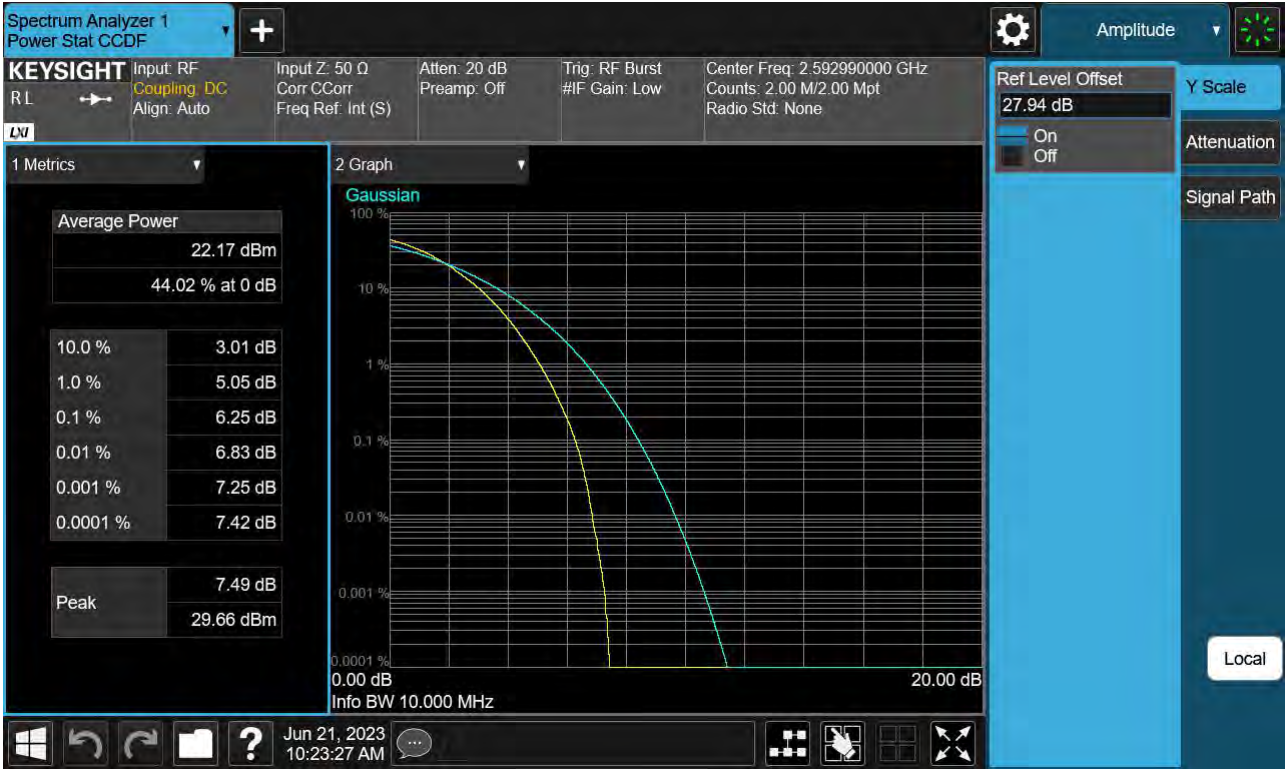 Spectrum Analyzer 1
Power Stat CCDF
+
Amplitude
KEYSIGHT
RL
LXI
Input: RF
Coupling: DC
Align: Auto
Input Z: 50 Ω
Corr CCorr
Freq Ref: Int (S)
Atten: 20 dB
Preamp: Off
Trig: RF Burst
#IF Gain: Low
Center Freq: 2.592990000 GHz
Counts: 2.00 M/2.00 Mpt
Radio Std: None
Ref Level Offset
27.94 dB
On
Off
Y Scale
Attenuation
Signal Path
Local
1 Metrics
Average Power
22.17 dBm
44.02 % at 0 dB
10.0 % 3.01 dB
1.0 % 5.05 dB
0.1 % 6.25 dB
0.01 % 6.83 dB
0.001 % 7.25 dB
0.0001 % 7.42 dB
Peak
7.49 dB
29.66 dBm
2 Graph
Gaussian
100 %
10 %
1 %
0.1 %
0.01 %
0.001 %
0.0001 %
0.00 dB 20.00 dB
Info BW 10.000 MHz
?
Jun 21, 2023
10:23:27 AM